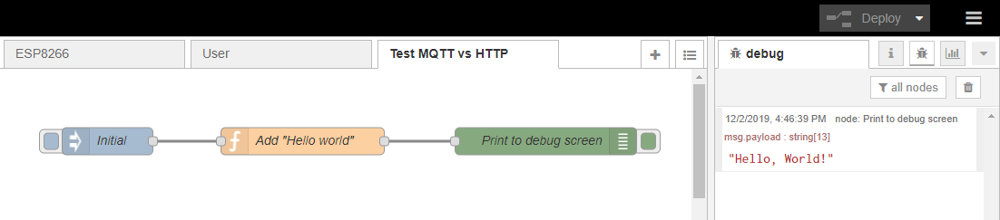 Deploy
ESP8266
User
Test MQTT vs HTTP
debug
all nodes
Initial
Add "Hello world"
Print to debug screen
12/2/2019, 4:46:39 PM node: Print to debug screen
msg.payload : string[13]
"Hello, World!"